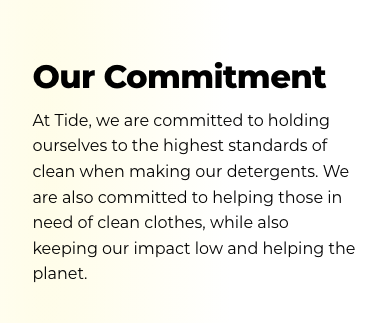 Our Commitment
At Tide, we are committed to holding
ourselves to the highest standards of
clean when making our detergents. We
are also committed to helping those in
need of clean clothes, while also
keeping our impact low and helping the
planet.